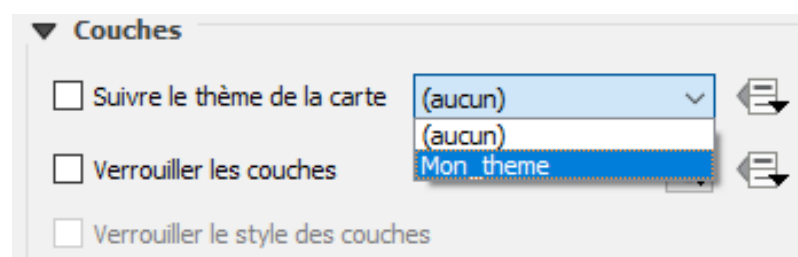 Couches
Suivre le thème de la carte (aucun)
(aucun)
Verrouiller les couches Mon_theme
Verrouiller le style des couches